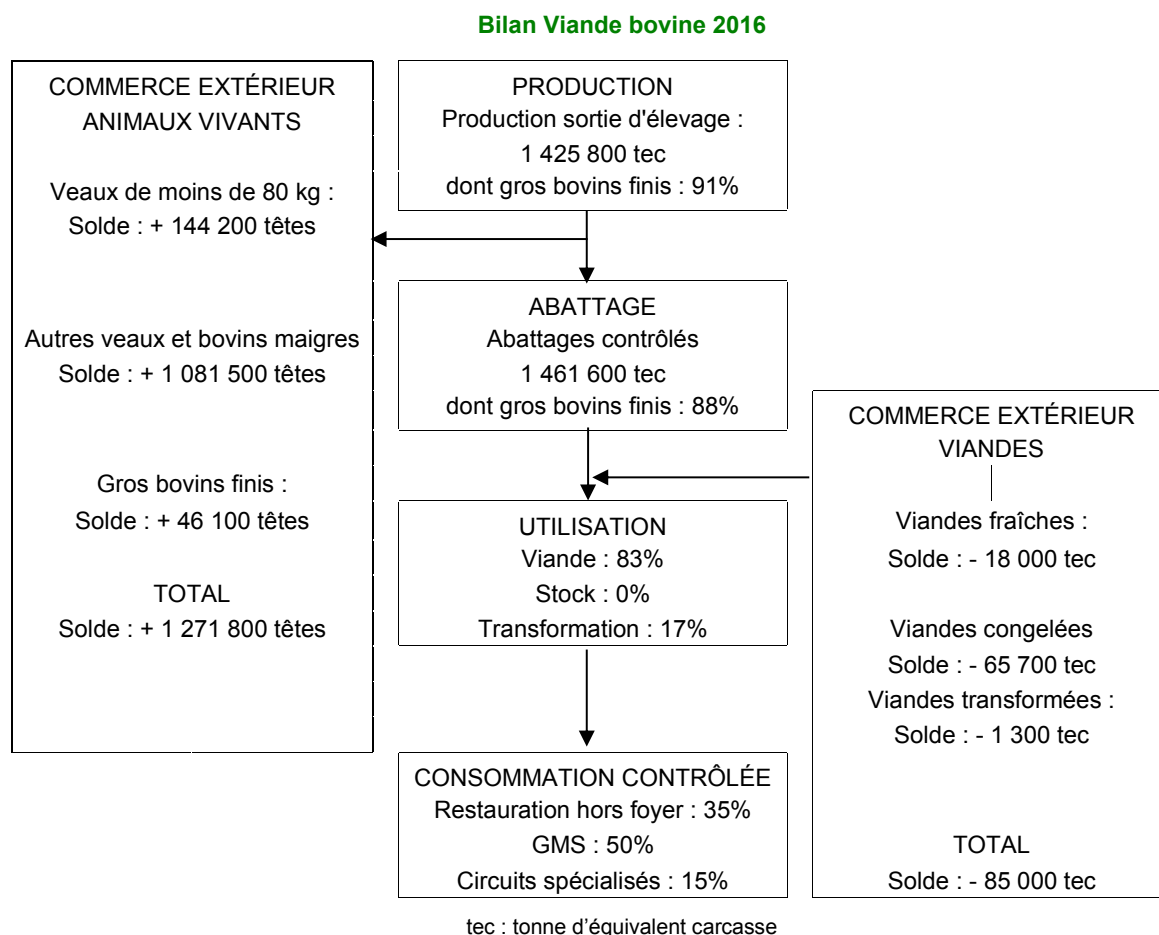 Bilan Viande bovine 2016
COMMERCE EXTÉRIEUR
ANIMAUX VIVANTS
Veaux de moins de 80 kg :
Solde : + 144 200 têtes
Autres veaux et bovins maigres
Solde : + 1 081 500 têtes
Gros bovins finis :
Solde : + 46 100 têtes
TOTAL
Solde : + 1 271 800 têtes
PRODUCTION
Production sortie d'élevage :
1 425 800 tec
dont gros bovins finis : 91%
ABATTAGE
Abattages contrôlés
1 461 600 tec
dont gros bovins finis : 88%
UTILISATION
Viande : 83%
Stock : 0%
Transformation : 17%
CONSOMMATION CONTRÔLÉE
Restauration hors foyer : 35%
GMS : 50%
Circuits spécialisés : 15%
COMMERCE EXTÉRIEUR
VIANDES
Viandes fraîches :
Solde : - 18 000 tec
Viandes congelées
Solde : - 65 700 tec
Viandes transformées :
Solde : - 1 300 tec
TOTAL
Solde : - 85 000 tec
tec : tonne d'équivalent carcasse